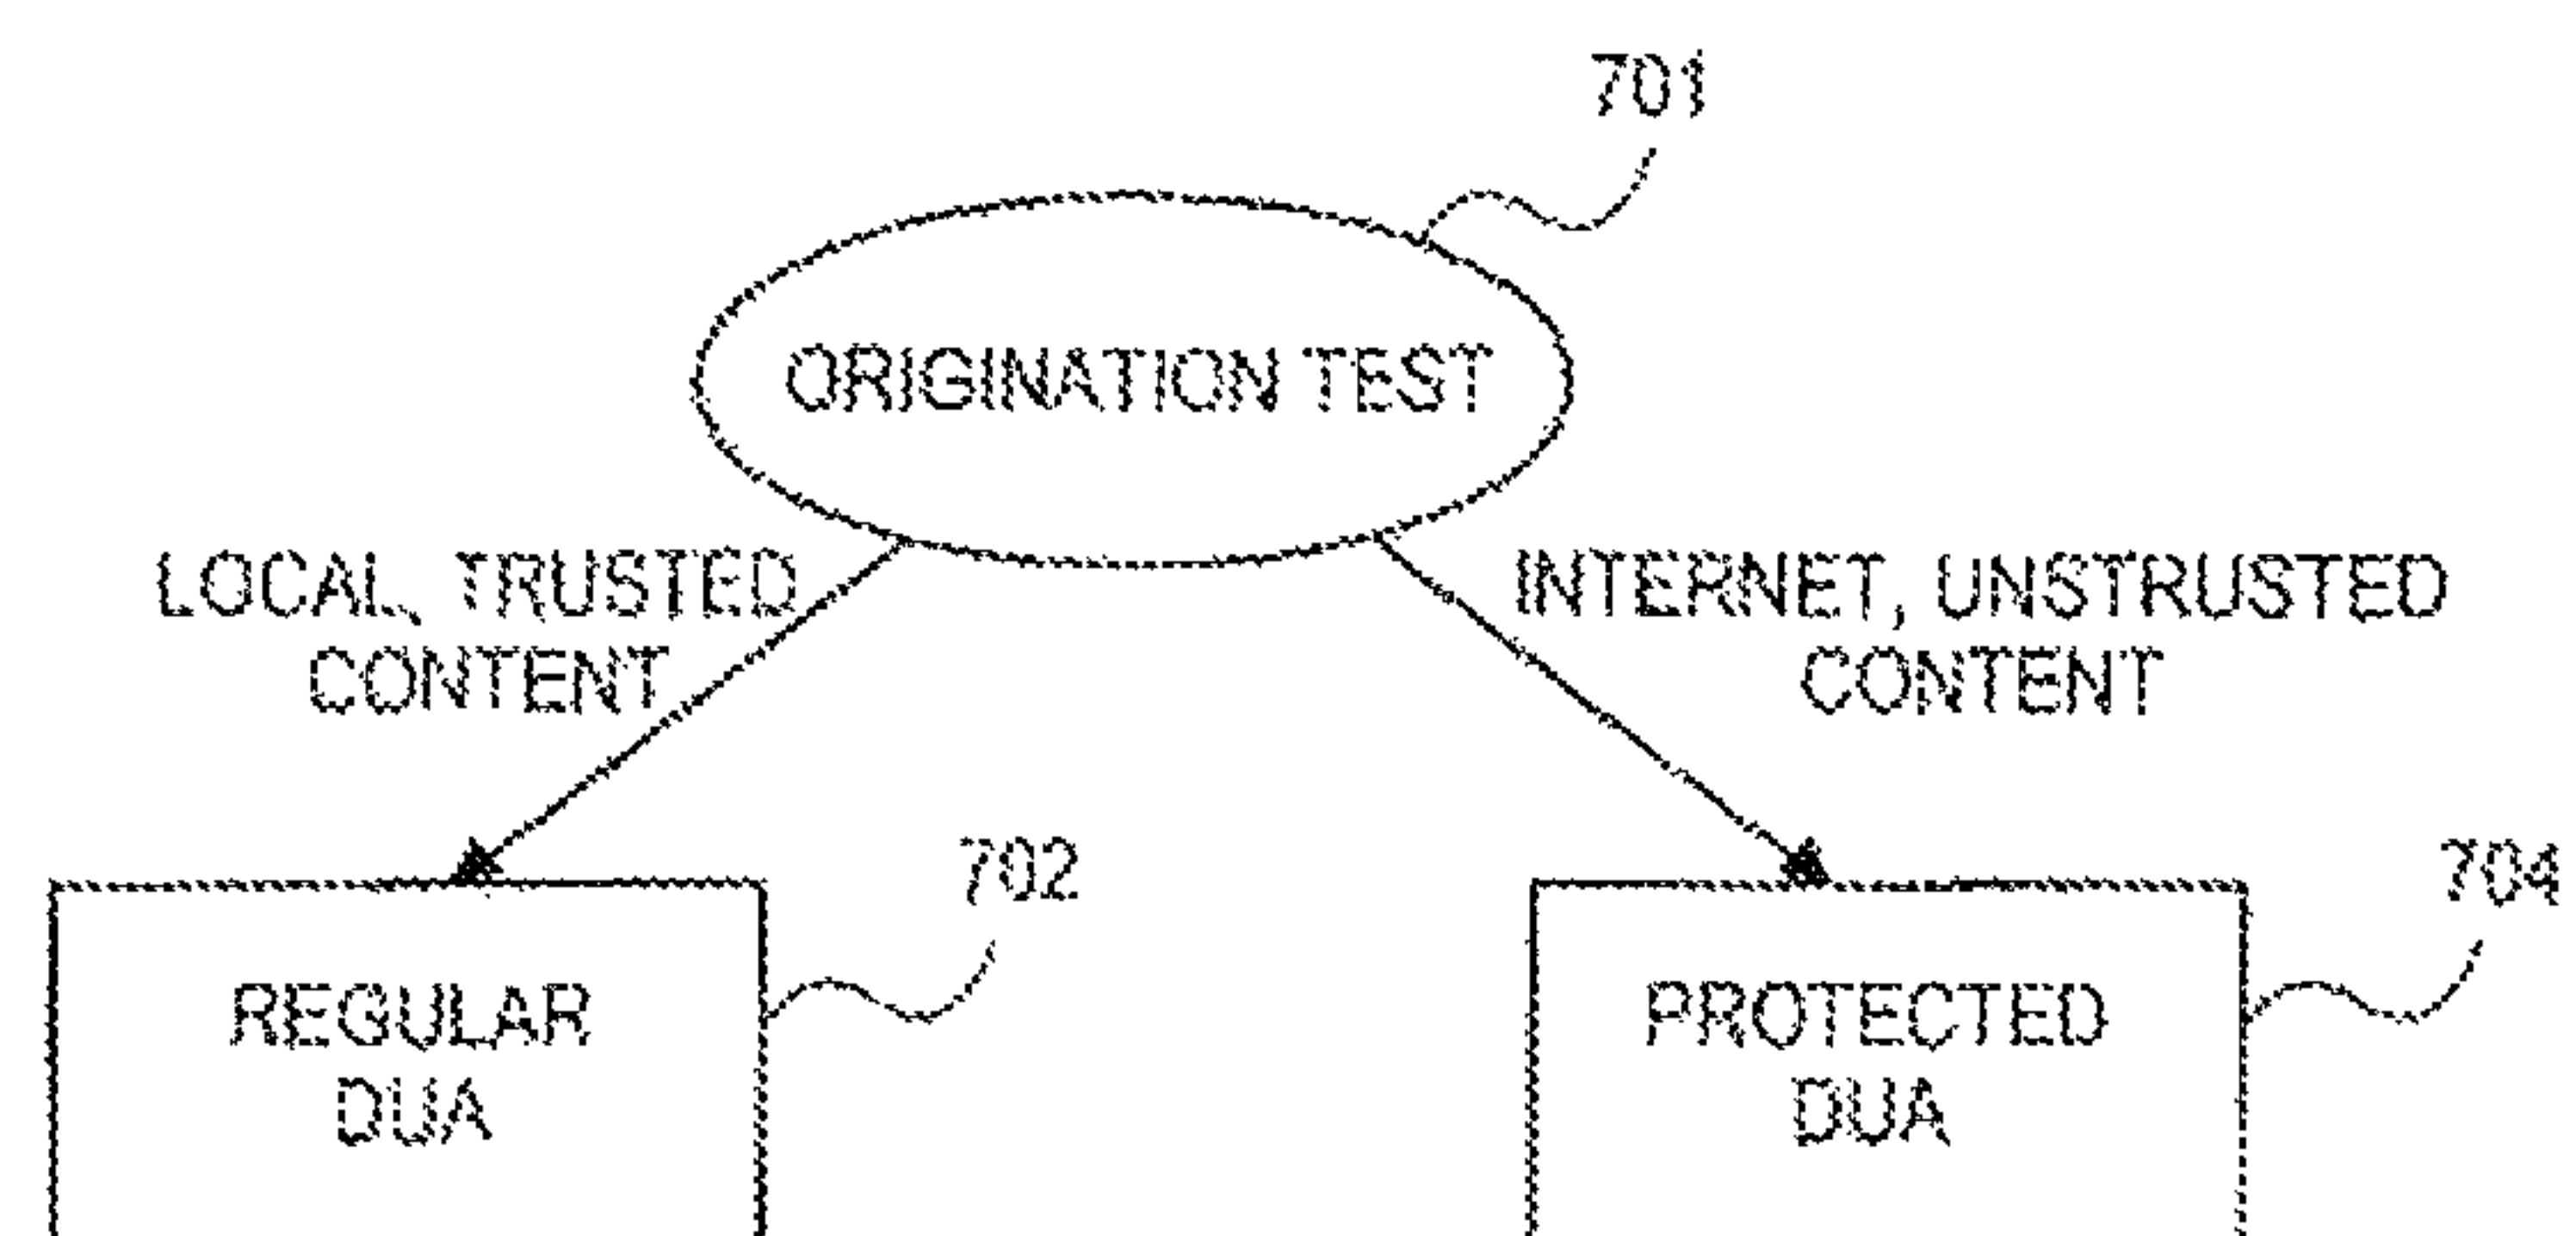 701
ORIGINATION TEST
LOCAL, TRUSTED
CONTENT
INTERNET, UNSTRUSTED
CONTENT
702
704
REGULAR
DUA
PROTECTED
DUA